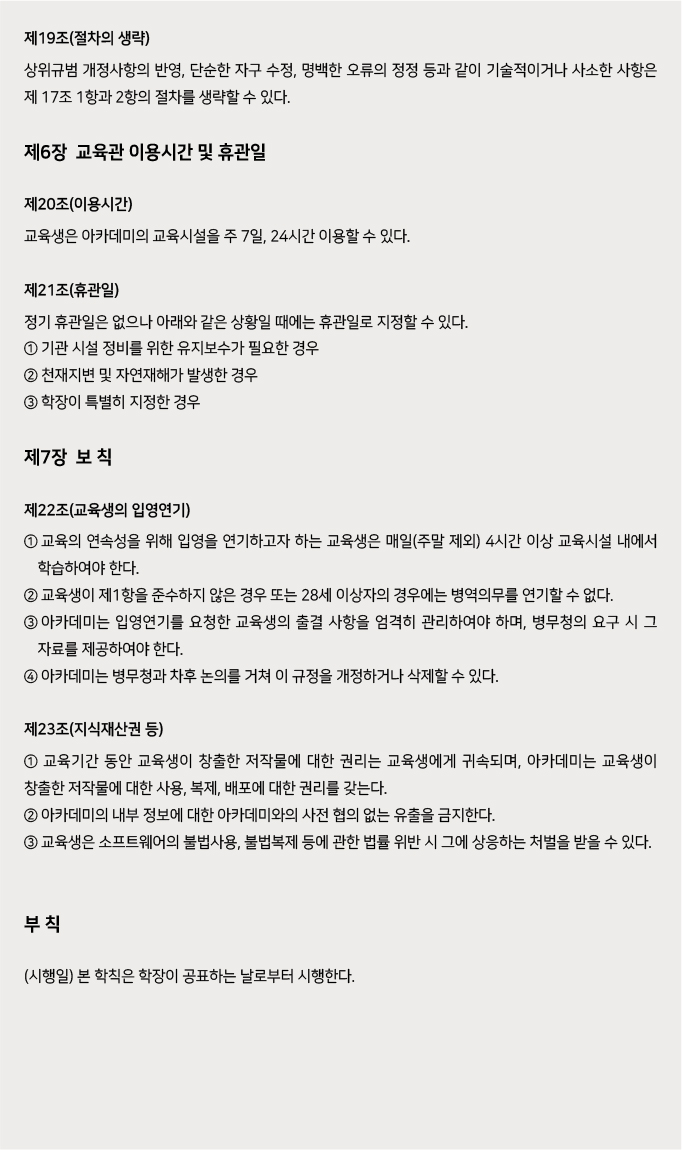 제19조(절차의 생략)
상위규범 개정사항의 반영, 단순한 자구 수정, 명백한 오류의 정정 등과 같이 기술적이거나 사소한 사항은
제 17조 1항과 2항의 절차를 생략할 수 있다.
제6장 교육관 이용시간 및 휴관일
제20조(이용시간)
교육생은 아카데미의 교육시설을 주 7일, 24시간 이용할 수 있다.
제21조(휴관일)
정기 휴관일은 없으나 아래와 같은 상황일 때에는 휴관일로 지정할 수 있다.
① 기관 시설 정비를 위한 유지보수가 필요한 경우
② 천재지변 및 자연재해가 발생한 경우
③ 학장이 특별히 지정한 경우
제7장 보 칙
제22조(교육생의 입영연기)
① 교육의 연속성을 위해 입영을 연기하고자 하는 교육생은 매일(주말 제외) 4시간 이상 교육시설 내에서
학습하여야 한다.
② 교육생이 제1항을 준수하지 않은 경우 또는 28세 이상자의 경우에는 병역의무를 연기할 수 없다.
③ 아카데미는 입영연기를 요청한 교육생의 출결 사항을 엄격히 관리하여야 하며, 병무청의 요구 시 그
자료를 제공하여야 한다.
④ 아카데미는 병무청과 차후 논의를 거쳐 이 규정을 개정하거나 삭제할 수 있다.
제23조(지식재산권 등)
① 교육기간 동안 교육생이 창출한 저작물에 대한 권리는 교육생에게 귀속되며, 아카데미는 교육생이
창출한 저작물에 대한 사용, 복제, 배포에 대한 권리를 갖는다.
② 아카데미의 내부 정보에 대한 아카데미와의 사전 협의 없는 유출을 금지한다.
③ 교육생은 소프트웨어의 불법사용, 불법복제 등에 관한 법률 위반 시 그에 상응하는 처벌을 받을 수 있다.
부 칙
(시행일) 본 학칙은 학장이 공표하는 날로부터 시행한다.